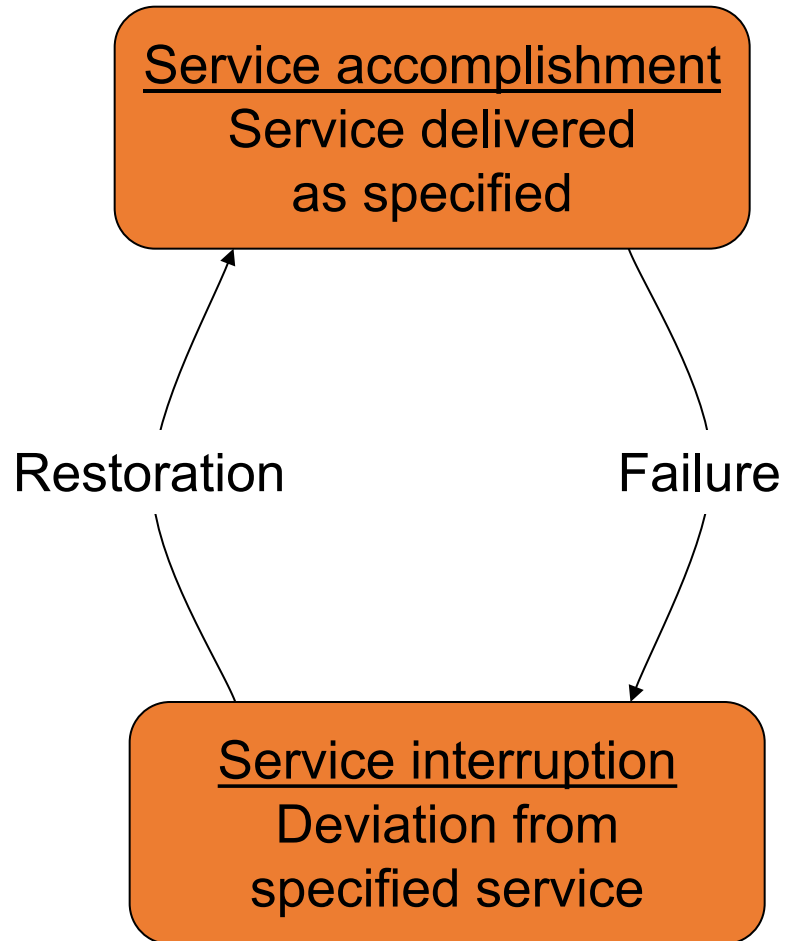 Service accomplishment
Service delivered
as specified
Restoration
Failure
Service interruption
Deviation from
specified service